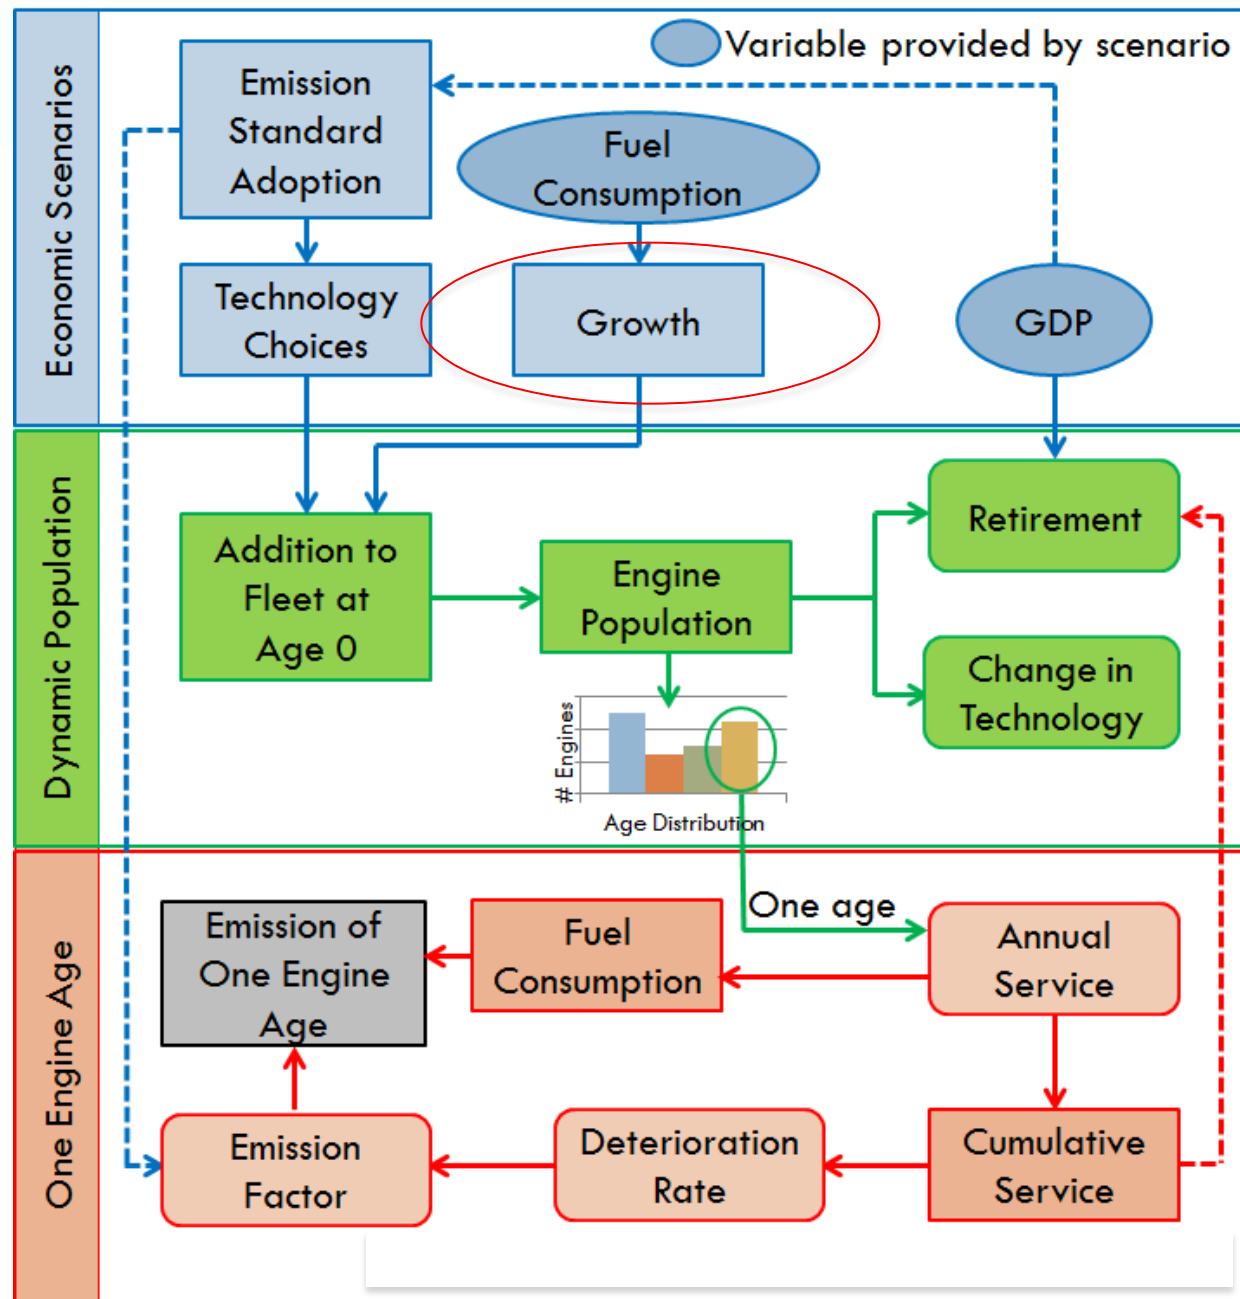 Economic Scenarios
Variable provided by scenario
Emission
Standard
Adoption
Fuel
Consumption
Technology
Choices
Growth
GDP
Dynamic Population
Addition to
Fleet at
Age 0
Engine
Population
Retirement
Change in
Technology
# Engines
Age Distribution
One Engine Age
One age
Emission of
One Engine
Age
Fuel
Consumption
Annual
Service
Emission
Factor
Deterioration
Rate
Cumulative
Service